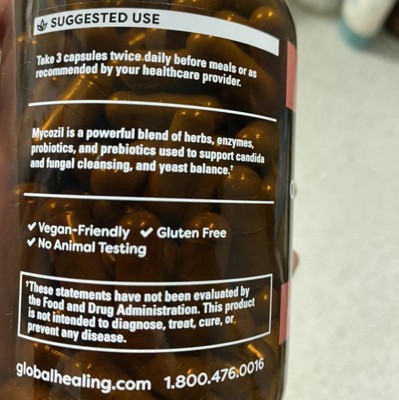 SUGGESTED USE
Take 3 capsules twice daily before meals or as
recommended by your healthcare provider.
Mycozil is a powerful blend of herbs, enzymes,
probiotics, and prebiotics used to support candida
and fungal cleansing, and yeast balance.†
✓ Vegan-Friendly ✓ Gluten Free
✓ No Animal Testing
†These statements have not been evaluated by
the Food and Drug Administration. This product
is not intended to diagnose, treat, cure, or
prevent any disease.
globalhealing.com 1.800.476.0016